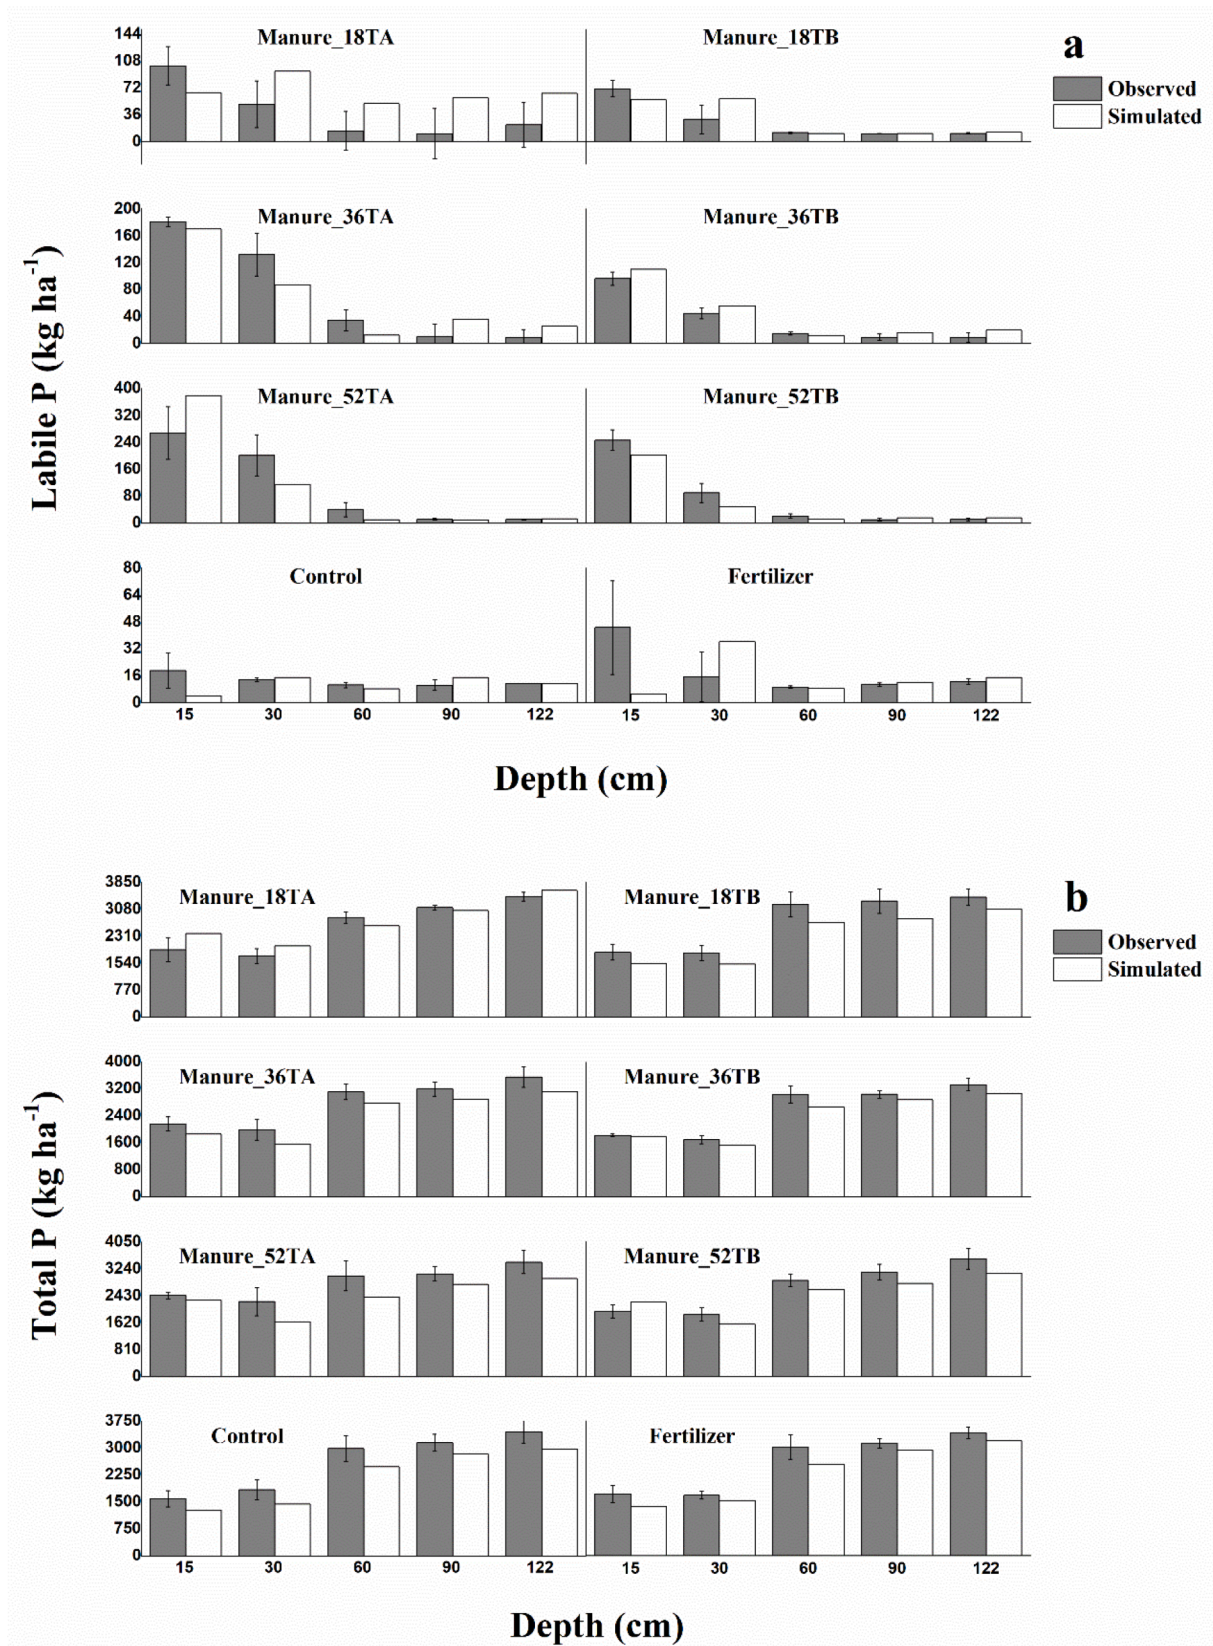 a
Observed
Simulated
Labile P (kg ha⁻¹)
Manure_18TA
Manure_18TB
144
108
72
36
0
Manure_36TA
Manure_36TB
200
160
120
80
40
0
Manure_52TA
Manure_52TB
400
320
240
160
80
0
Control
Fertilizer
80
64
48
32
16
0
15 30 60 90 122 15 30 60 90 122
Depth (cm)
b
Observed
Simulated
Total P (kg ha⁻¹)
Manure_18TA
Manure_18TB
3850
3080
2310
1540
770
0
Manure_36TA
Manure_36TB
4000
3200
2400
1600
800
0
Manure_52TA
Manure_52TB
4050
3240
2430
1620
810
0
Control
Fertilizer
3750
3000
2250
1500
750
0
15 30 60 90 122 15 30 60 90 122
Depth (cm)